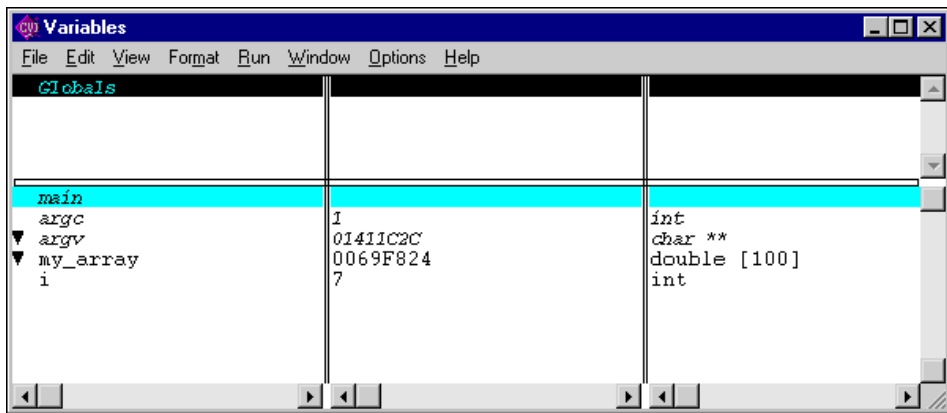 cvi Variables
File Edit View Format Run Window Options Help
Globals
main
argc 1 int
argv 01411C2C char **
my_array 0069F824 double [100]
i 7 int